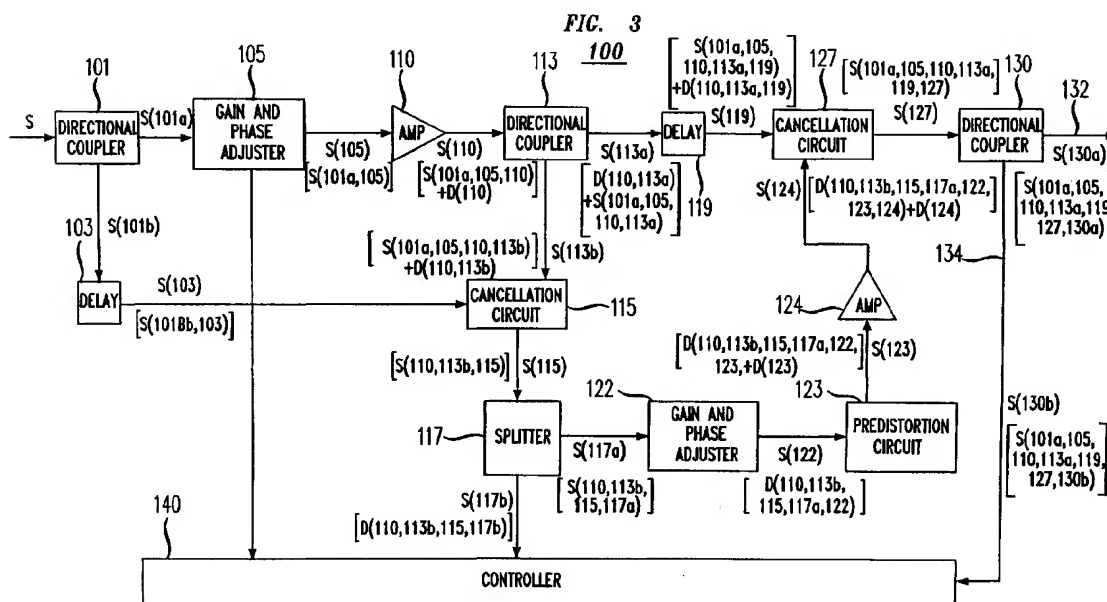 FIG. 3
100
101
105
110
113
S(101a,105,
110,113a,119)
+D(110,113a,119)
127
S(101a,105,110,113a,
119,127)
130
132
S
DIRECTIONAL
COUPLER
S(101a)
GAIN AND
PHASE
ADJUSTER
S(105)
[S(101a,105)]
AMP
S(110)
[S(101a,105,110)
+D(110)]
DIRECTIONAL
COUPLER
S(113a)
D(110,113a)
+S(101a,105,
110,113a)
DELAY
119
S(119)
CANCELLATION
CIRCUIT
S(127)
DIRECTIONAL
COUPLER
S(130a)
S(101a,105,
110,113a,119
127,130a)
S(101b)
103
DELAY
S(103)
[S(101Bb,103)]
S(101a,105,110,113b)
+D(110,113b)
S(113b)
CANCELLATION
CIRCUIT
115
S(124)
D(110,113b,115,117a,122,
123,124)+D(124)
134
124
AMP
[S(110,113b,115)]
S(115)
D(110,113b,115,117a,122,
123,+D(123)
S(123)
117
SPLITTER
S(117a)
[S(110,113b,
115,117a)]
122
GAIN AND
PHASE
ADJUSTER
S(122)
[D(110,113b,
115,117a,122)]
123
PREDISTORTION
CIRCUIT
S(130b)
S(101a,105,
110,113a,119,
127,130b)
S(117b)
[D(110,113b,115,117b)]
140
CONTROLLER